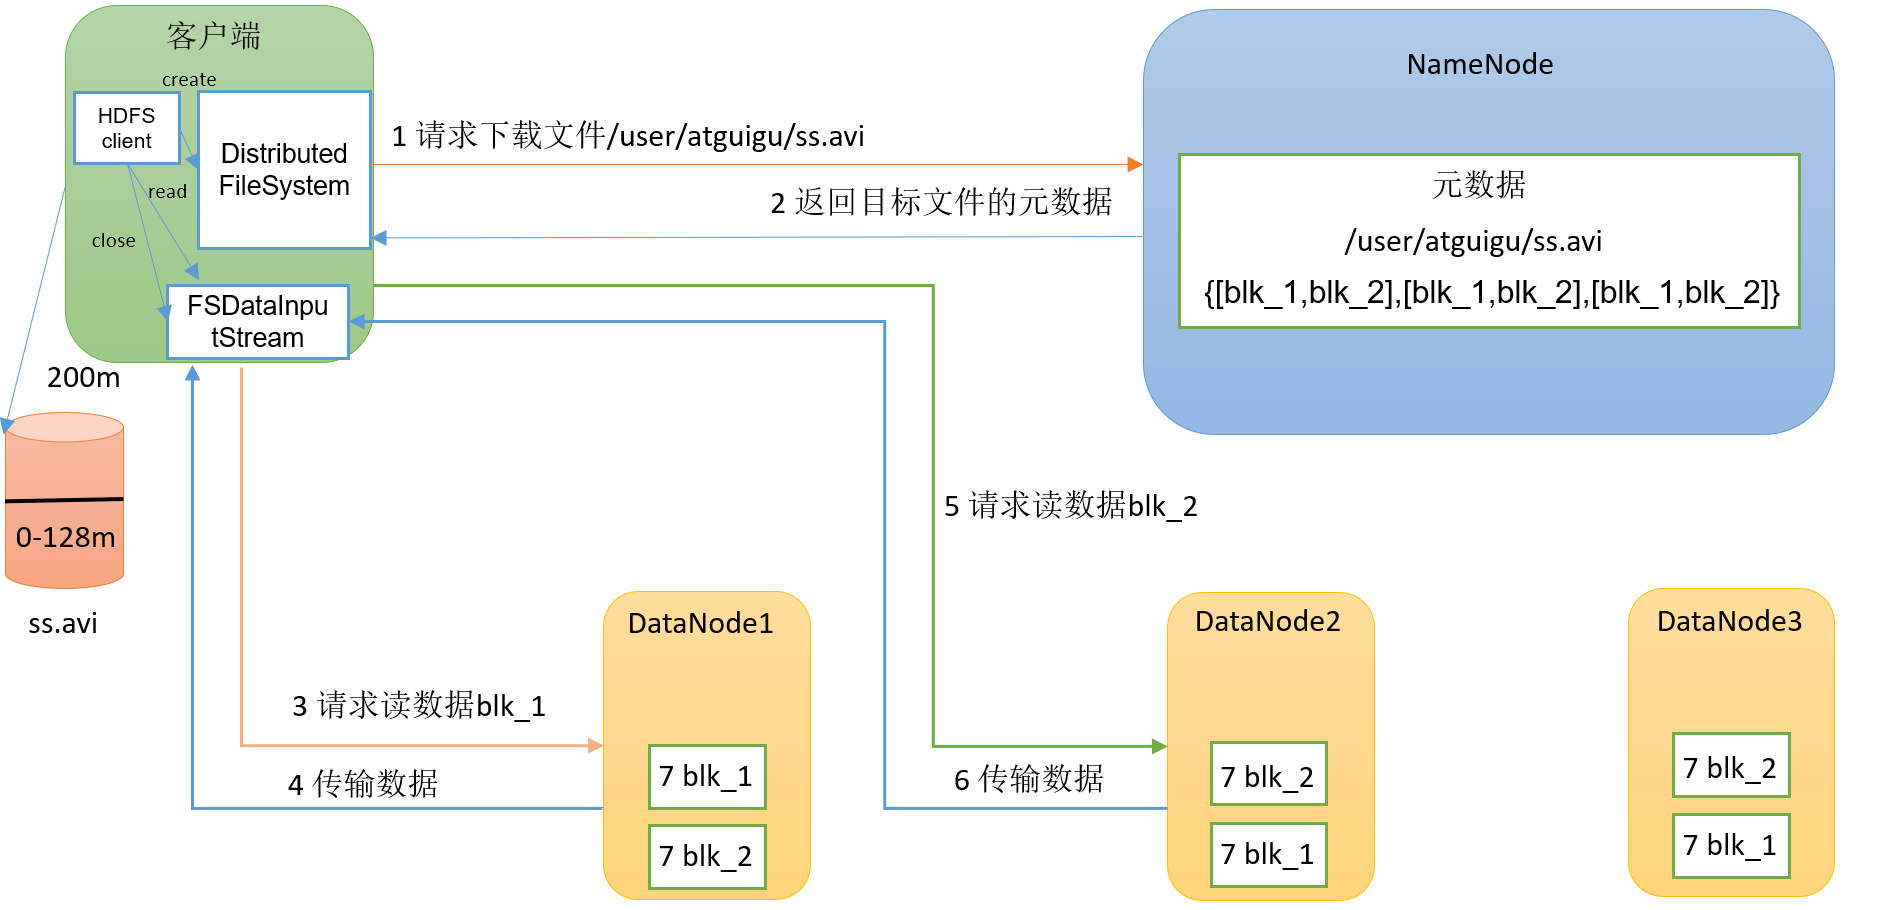 客户端
create
HDFS
client
Distributed
FileSystem
read
close
FSDataInpu
tStream
200m
0-128m
ss.avi
1 请求下载文件/user/atguigu/ss.avi
2 返回目标文件的元数据
NameNode
元数据
/user/atguigu/ss.avi
{[blk_1,blk_2],[blk_1,blk_2],[blk_1,blk_2]}
5 请求读数据blk_2
3 请求读数据blk_1
4 传输数据
6 传输数据
DataNode1
7 blk_1
7 blk_2
DataNode2
7 blk_2
7 blk_1
DataNode3
7 blk_2
7 blk_1